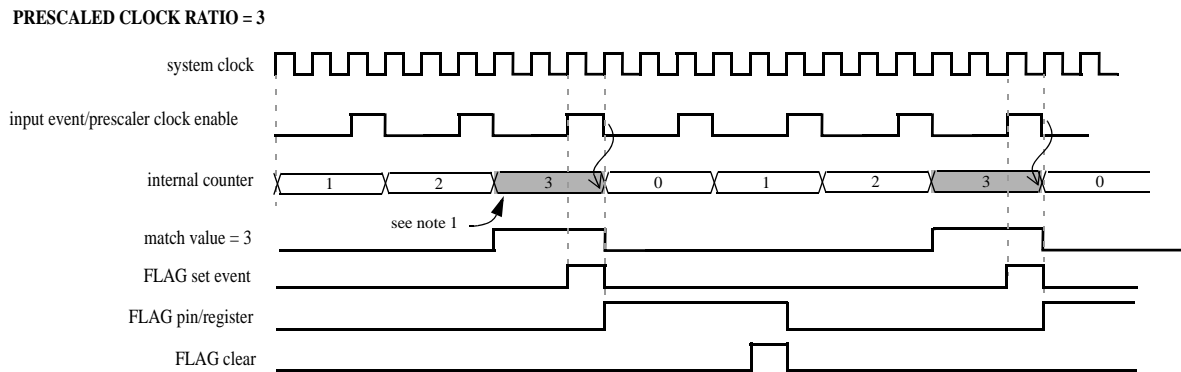 PRESCALED CLOCK RATIO = 3
system clock
input event/prescaler clock enable
internal counter
1 2 3 0 1 2 3 0
see note 1
match value = 3
FLAG set event
FLAG pin/register
FLAG clear